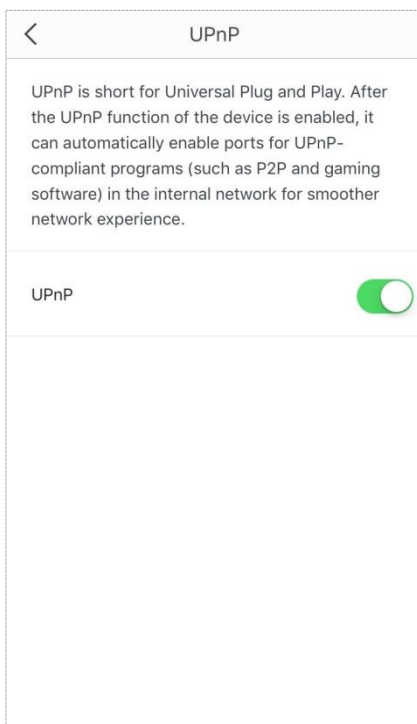 UPnP
UPnP is short for Universal Plug and Play. After
the UPnP function of the device is enabled, it
can automatically enable ports for UPnP-
compliant programs (such as P2P and gaming
software) in the internal network for smoother
network experience.
UPnP